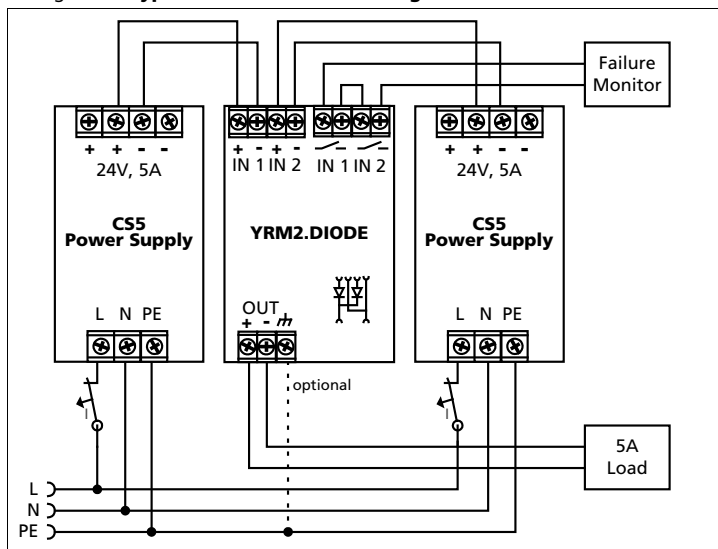 Failure
Monitor
+ + - -
24V, 5A
CS5
Power Supply
L N PE
+ - + -
IN 1 IN 2 IN 1 IN 2
YRM2.DIODE
OUT
+ -
optional
+ + - -
24V, 5A
CS5
Power Supply
L N PE
I
I
5A
Load
L
N
PE